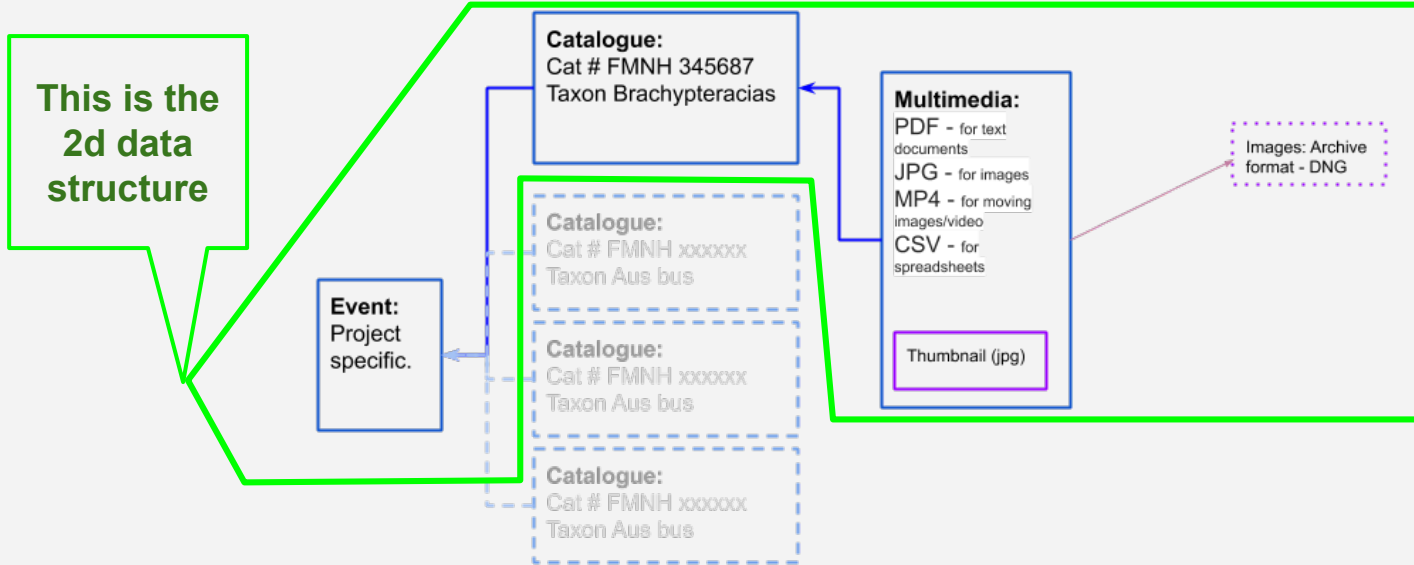 This is the
2d data
structure
Catalogue:
Cat # FMNH 345687
Taxon Brachypteracias
Multimedia:
PDF - for text
documents
JPG - for images
MP4 - for moving
images/video
CSV - for
spreadsheets
Thumbnail (jpg)
Images: Archive
format - DNG
Event:
Project
specific.
Catalogue:
Cat # FMNH xxxxxx
Taxon Aus bus
Catalogue:
Cat # FMNH xxxxxx
Taxon Aus bus
Catalogue:
Cat # FMNH xxxxxx
Taxon Aus bus